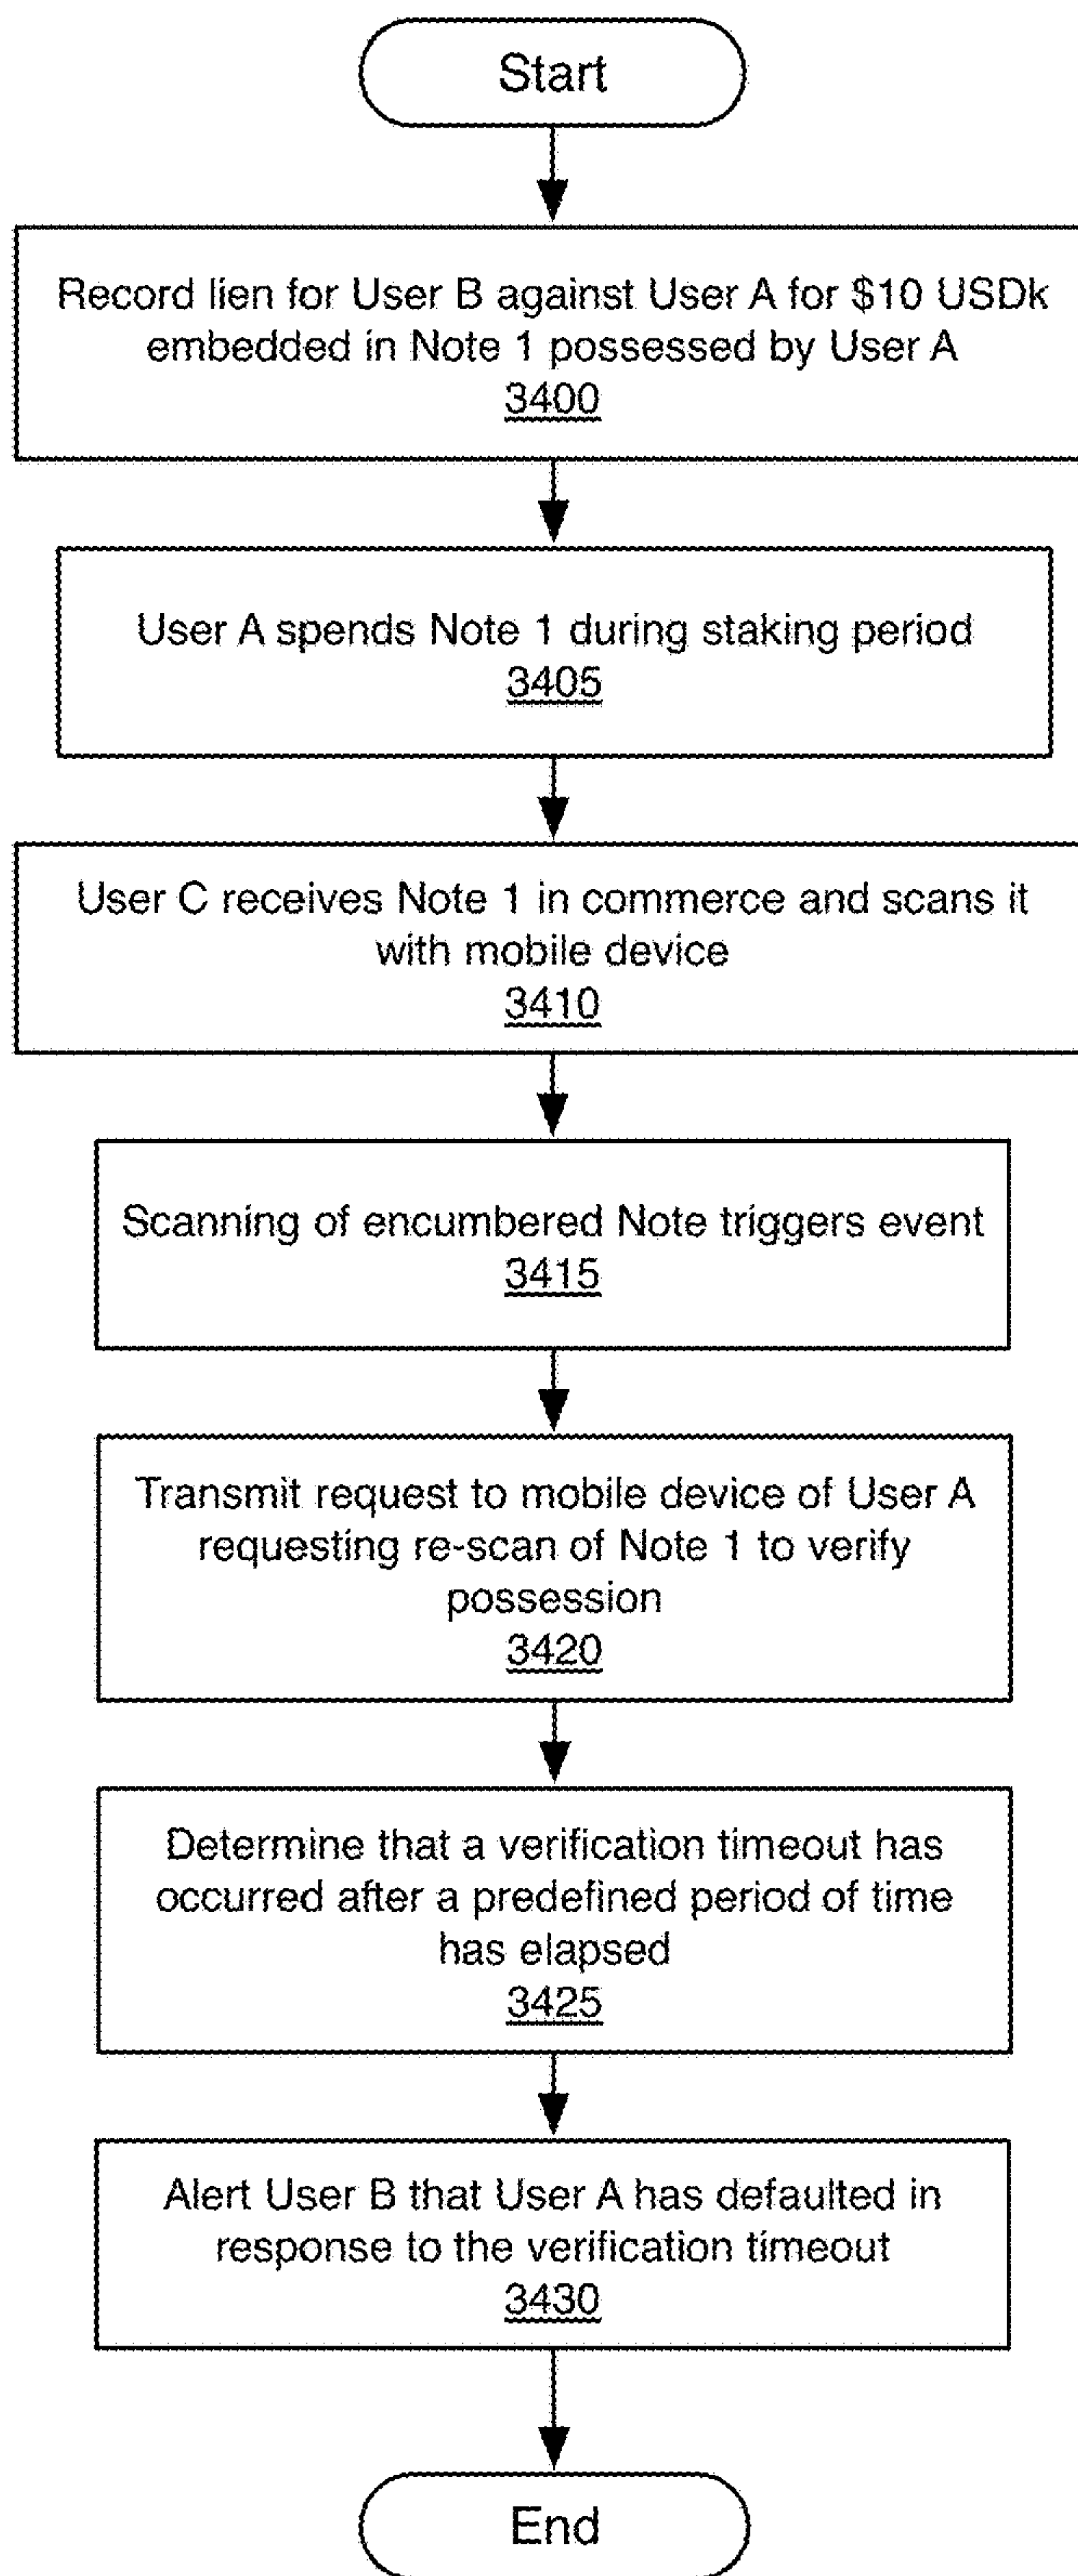 Start
Record lien for User B against User A for $10 USDk
embedded in Note 1 possessed by User A
3400
User A spends Note 1 during staking period
3405
User C receives Note 1 in commerce and scans it
with mobile device
3410
Scanning of encumbered Note triggers event
3415
Transmit request to mobile device of User A
requesting re-scan of Note 1 to verify
possession
3420
Determine that a verification timeout has
occurred after a predefined period of time
has elapsed
3425
Alert User B that User A has defaulted in
response to the verification timeout
3430
End